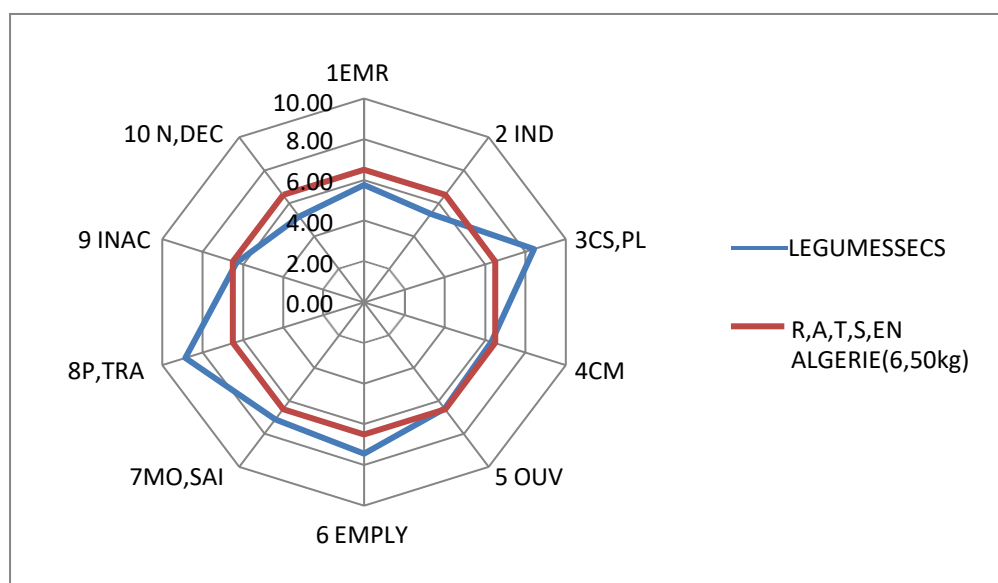 1EMR
10.00
10 N,DEC
2 IND
8.00
6.00
4.00
9 INAC
3CS,PL
2.00
LEGUMESSECS
0.00
R,A,T,S,EN
ALGERIE(6,50kg)
8P,TRA
4CM
7MO,SAI
5 OUV
6 EMPLY